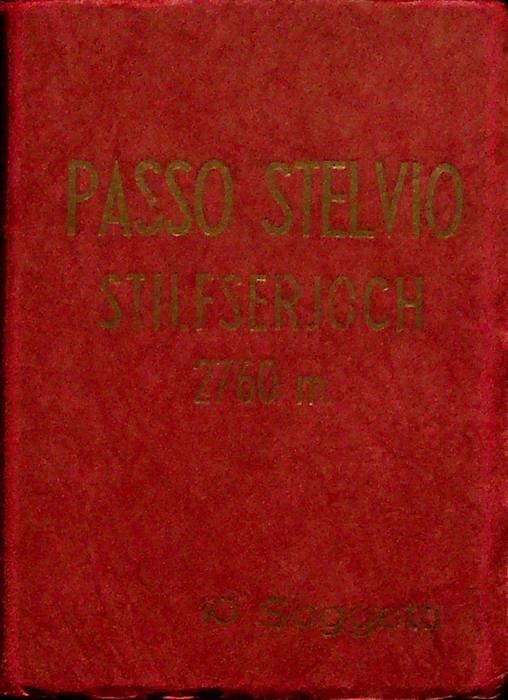 PASSO STELVIO
STILFSERJOCH
2760 m.
10 Soggetti